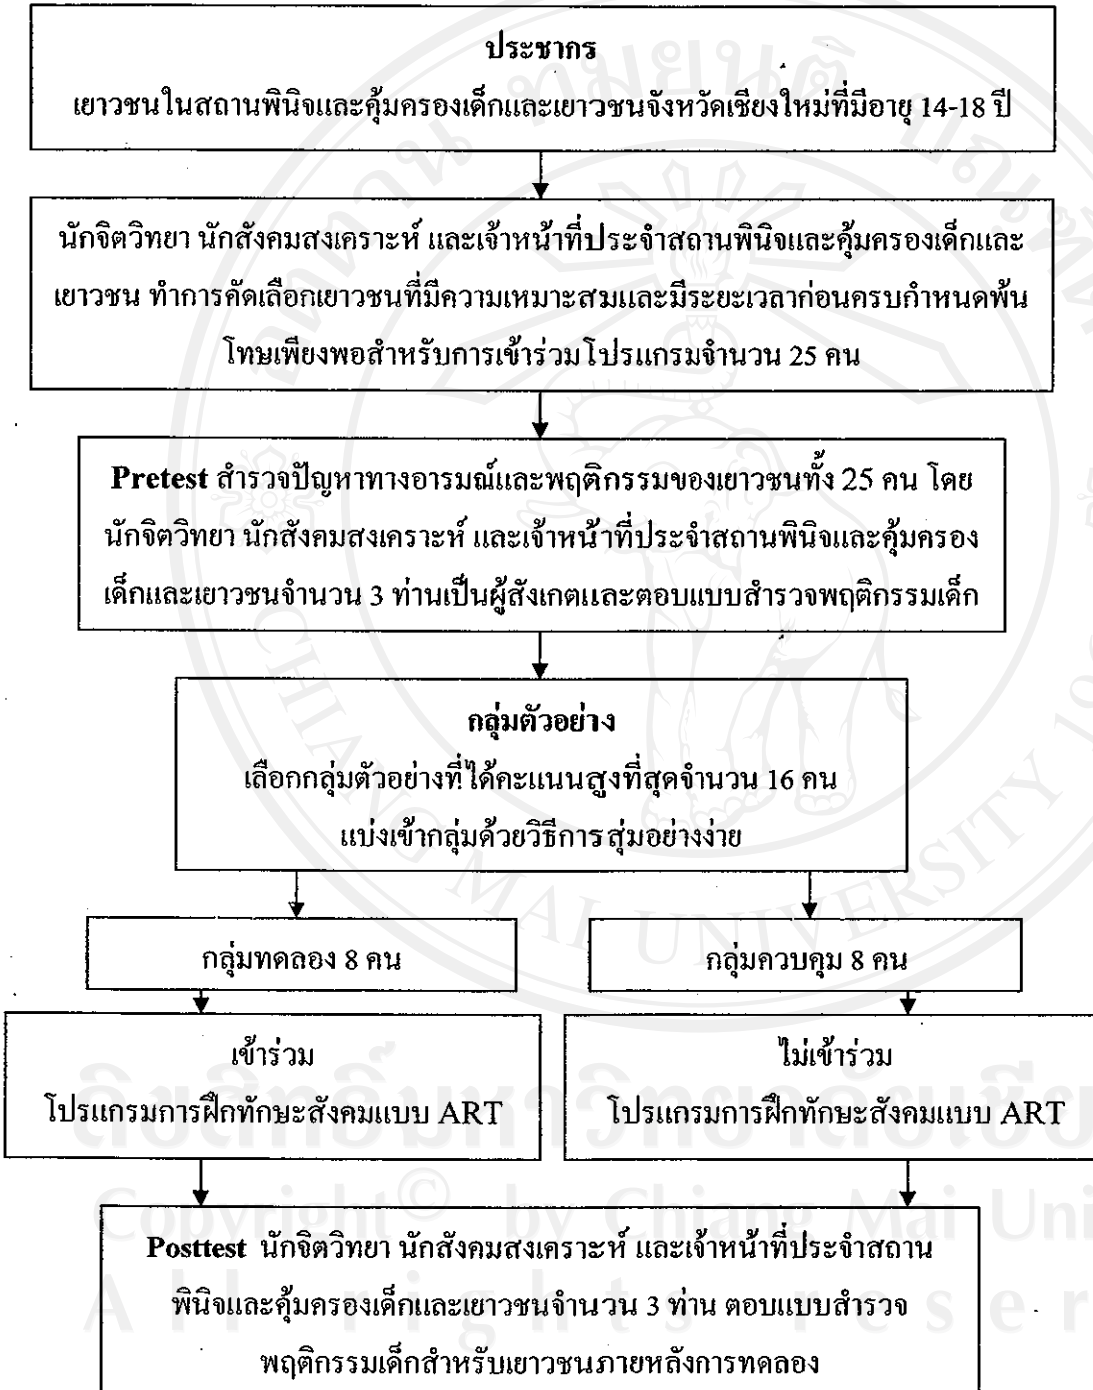 ประชากร
เยาวชนในสถานพินิจและคุ้มครองเด็กและเยาวชนจังหวัดเชียงใหม่ที่มีอายุ 14-18 ปี
นักจิตวิทยา นักสังคมสงเคราะห์ และเจ้าหน้าที่ประจำสถานพินิจและคุ้มครองเด็กและ
เยาวชน ทำการคัดเลือกเยาวชนที่มีความเหมาะสมและมีระยะเวลาก่อนครบกำหนดพ้น
โทษเพียงพอสำหรับการเข้าร่วมโปรแกรมจำนวน 25 คน
Pretest สำรวจปัญหาทางอารมณ์และพฤติกรรมของเยาวชนทั้ง 25 คน โดย
นักจิตวิทยา นักสังคมสงเคราะห์ และเจ้าหน้าที่ประจำสถานพินิจและคุ้มครอง
เด็กและเยาวชนจำนวน 3 ท่านเป็นผู้สังเกตและตอบแบบสำรวจพฤติกรรมเด็ก
กลุ่มตัวอย่าง
เลือกกลุ่มตัวอย่างที่ได้คะแนนสูงที่สุดจำนวน 16 คน
แบ่งเข้ากลุ่มด้วยวิธีการสุ่มอย่างง่าย
กลุ่มทดลอง 8 คน
กลุ่มควบคุม 8 คน
เข้าร่วม
โปรแกรมการฝึกทักษะสังคมแบบ ART
ไม่เข้าร่วม
โปรแกรมการฝึกทักษะสังคมแบบ ART
Posttest นักจิตวิทยา นักสังคมสงเคราะห์ และเจ้าหน้าที่ประจำสถาน
พินิจและคุ้มครองเด็กและเยาวชนจำนวน 3 ท่าน ตอบแบบสำรวจ
พฤติกรรมเด็กสำหรับเยาวชนภายหลังการทดลอง
CHIANG MAI UNIVERSITY
ลิขสิทธิ์มหาวิทยาลัยเชีย
Copyright© by Chiang Mai Uni
All rights reser